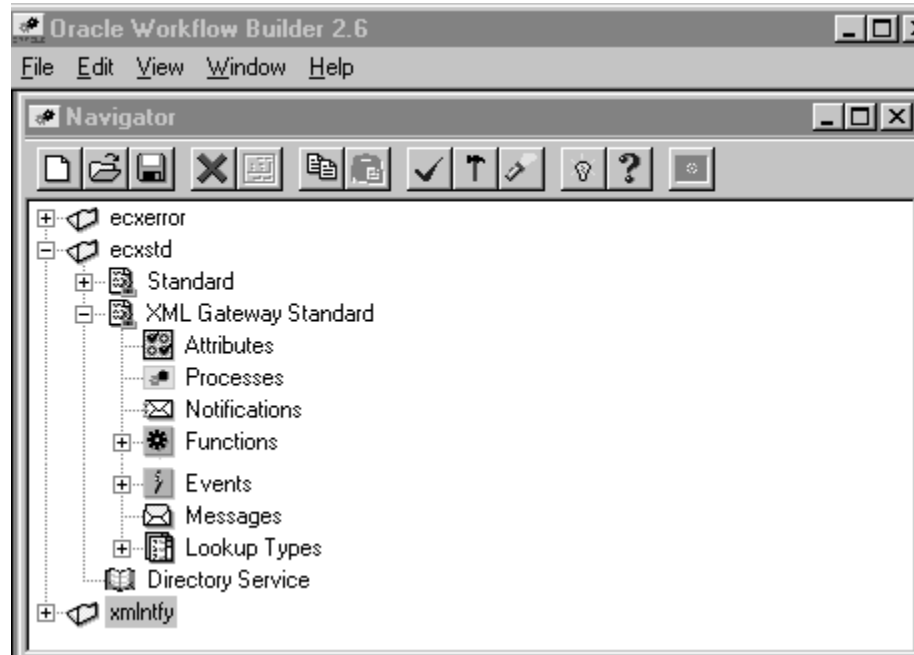 Oracle Workflow Builder 2.6
File Edit View Window Help
Navigator
ecxerror
ecxstd
Standard
XML Gateway Standard
Attributes
Processes
Notifications
Functions
Events
Messages
Lookup Types
Directory Service
xmlntfy